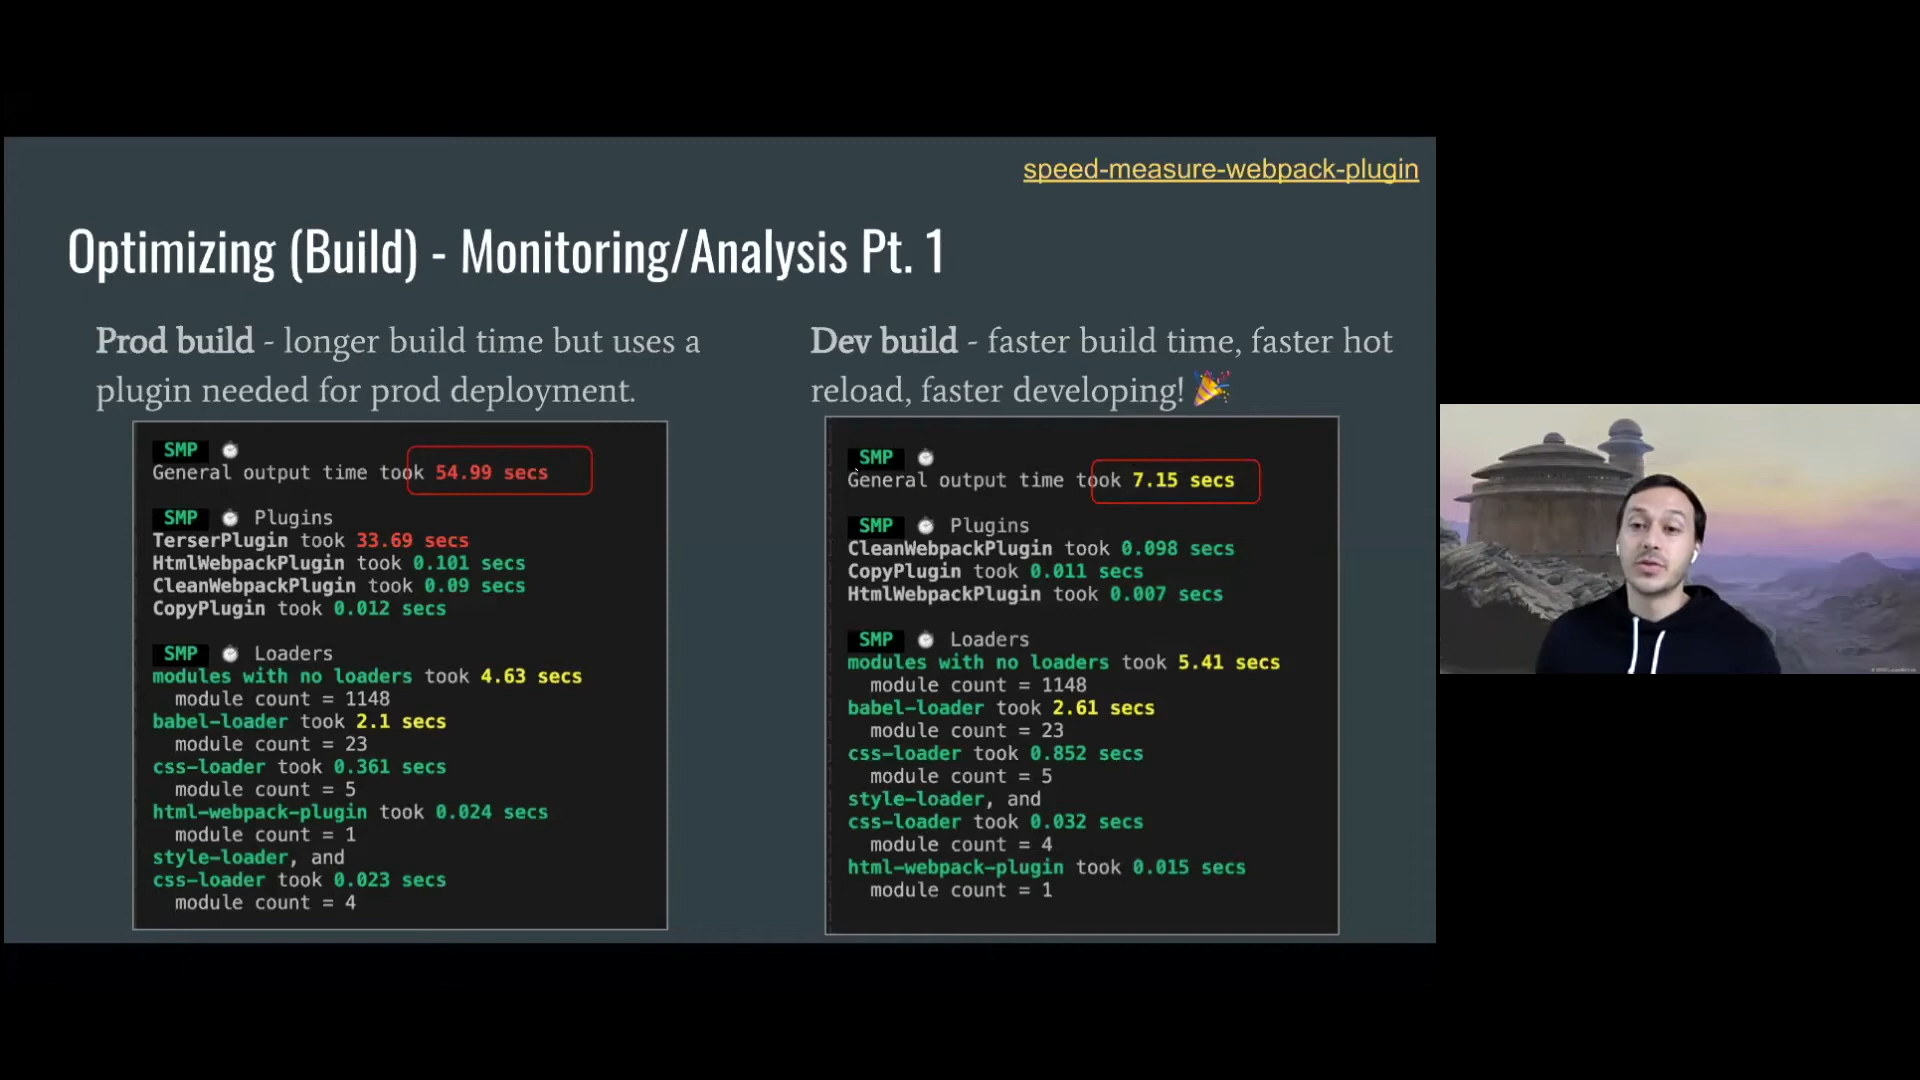 speed-measure-webpack-plugin
Optimizing (Build) - Monitoring/Analysis Pt. 1
Prod build - longer build time but uses a
plugin needed for prod deployment.
SMP ⏱
General output time took 54.99 secs
SMP ⏱ Plugins
TerserPlugin took 33.69 secs
HtmlWebpackPlugin took 0.101 secs
CleanWebpackPlugin took 0.09 secs
CopyPlugin took 0.012 secs
SMP ⏱ Loaders
modules with no loaders took 4.63 secs
module count = 1148
babel-loader took 2.1 secs
module count = 23
css-loader took 0.361 secs
module count = 5
html-webpack-plugin took 0.024 secs
module count = 1
style-loader, and
css-loader took 0.023 secs
module count = 4
Dev build - faster build time, faster hot
reload, faster developing! 🎉
SMP ⏱
General output time took 7.15 secs
SMP ⏱ Plugins
CleanWebpackPlugin took 0.098 secs
CopyPlugin took 0.011 secs
HtmlWebpackPlugin took 0.007 secs
SMP ⏱ Loaders
modules with no loaders took 5.41 secs
module count = 1148
babel-loader took 2.61 secs
module count = 23
css-loader took 0.852 secs
module count = 5
style-loader, and
css-loader took 0.032 secs
module count = 4
html-webpack-plugin took 0.015 secs
module count = 1